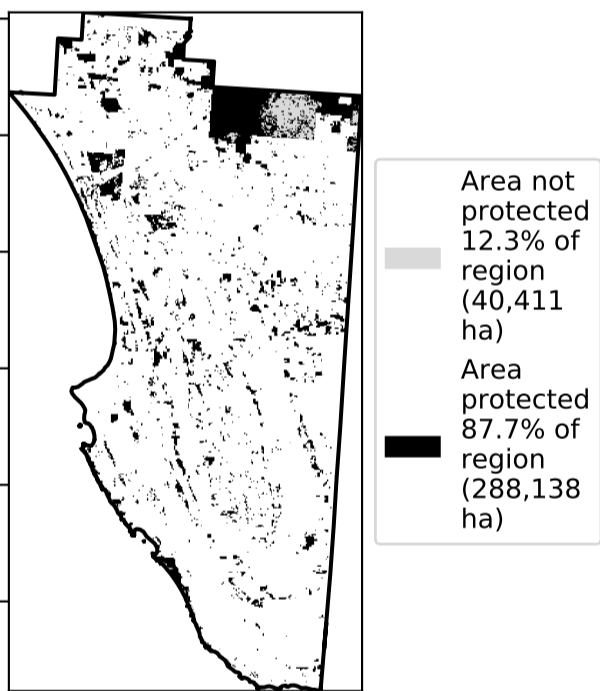 Area not
protected
12.3% of
region
(40,411
ha)
Area
protected
87.7% of
region
(288,138
ha)